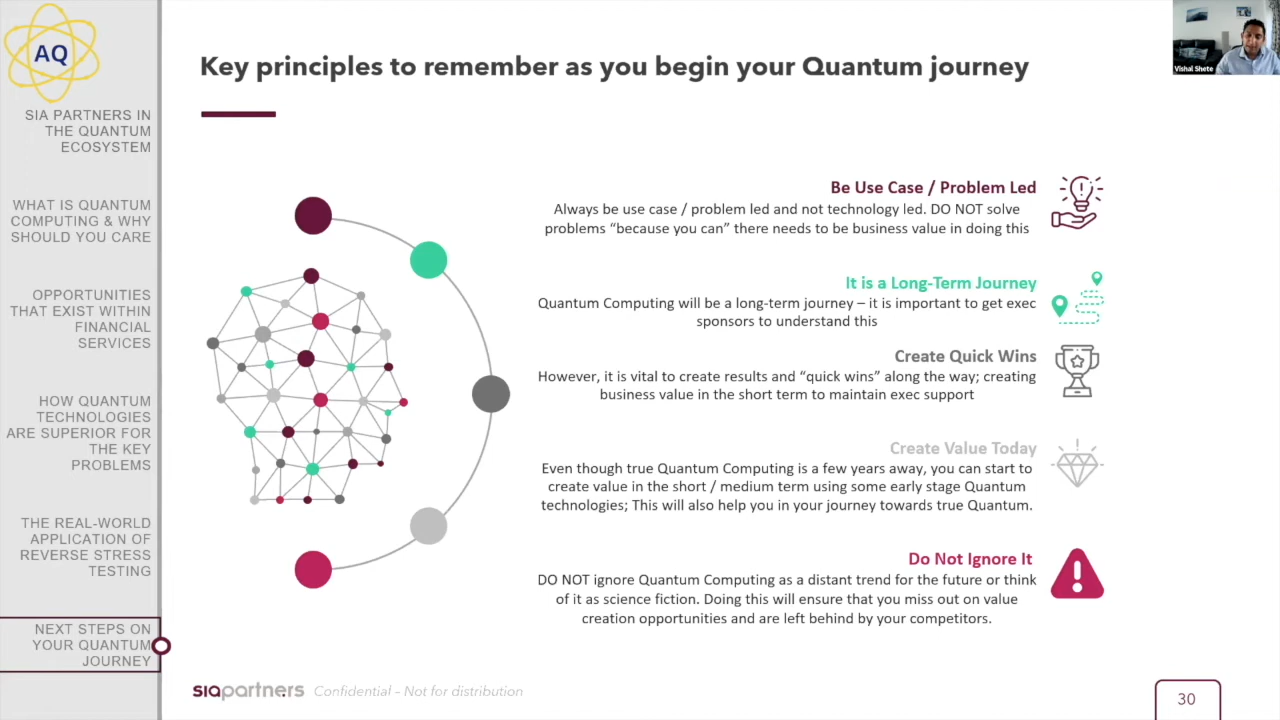 AQ
SIA PARTNERS IN
THE QUANTUM
ECOSYSTEM
WHAT IS QUANTUM
COMPUTING & WHY
SHOULD YOU CARE
OPPORTUNITIES
THAT EXIST WITHIN
FINANCIAL
SERVICES
HOW QUANTUM
TECHNOLOGIES
ARE SUPERIOR FOR
THE KEY
PROBLEMS
THE REAL-WORLD
APPLICATION OF
REVERSE STRESS
TESTING
NEXT STEPS ON
YOUR QUANTUM
JOURNEY
Key principles to remember as you begin your Quantum journey
Vishal Shete
Be Use Case / Problem Led
Always be use case / problem led and not technology led. DO NOT solve
problems “because you can” there needs to be business value in doing this
It is a Long-Term Journey
Quantum Computing will be a long-term journey – it is important to get exec
sponsors to understand this
Create Quick Wins
However, it is vital to create results and “quick wins” along the way; creating
business value in the short term to maintain exec support
Create Value Today
Even though true Quantum Computing is a few years away, you can start to
create value in the short / medium term using some early stage Quantum
technologies; This will also help you in your journey towards true Quantum.
Do Not Ignore It
DO NOT ignore Quantum Computing as a distant trend for the future or think
of it as science fiction. Doing this will ensure that you miss out on value
creation opportunities and are left behind by your competitors.
siapartners Confidential – Not for distribution
30